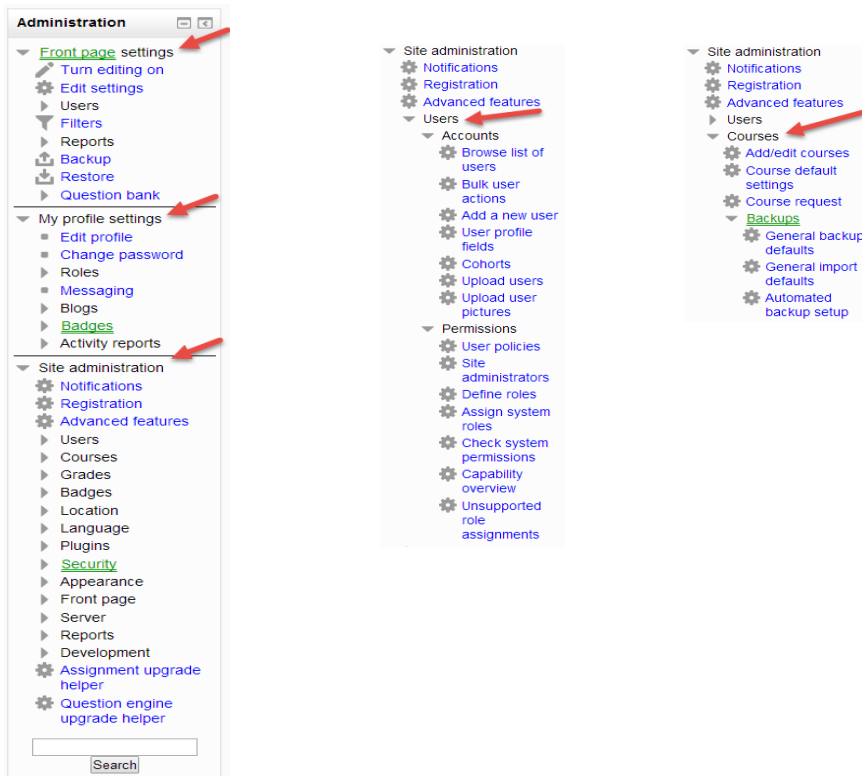 Administration
Front page settings
Turn editing on
Edit settings
Users
Filters
Reports
Backup
Restore
Question bank
My profile settings
Edit profile
Change password
Roles
Messaging
Blogs
Badges
Activity reports
Site administration
Notifications
Registration
Advanced features
Users
Courses
Grades
Badges
Location
Language
Plugins
Security
Appearance
Front page
Server
Reports
Development
Assignment upgrade
helper
Question engine
upgrade helper
Search
Site administration
Notifications
Registration
Advanced features
Users
Accounts
Browse list of
users
Bulk user
actions
Add a new user
User profile
fields
Cohorts
Upload users
Upload user
pictures
Permissions
User policies
Site
administrators
Define roles
Assign system
roles
Check system
permissions
Capability
overview
Unsupported
role
assignments
Site administration
Notifications
Registration
Advanced features
Users
Courses
Add/edit courses
Course default
settings
Course request
Backups
General backup
defaults
General import
defaults
Automated
backup setup